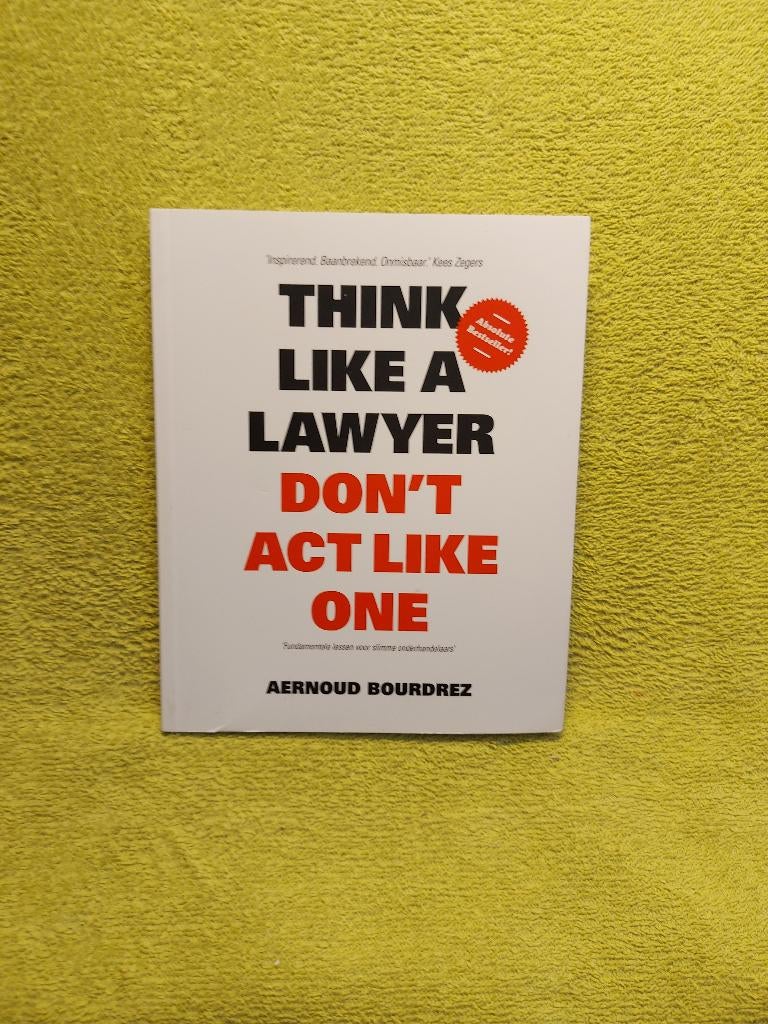 'Inspirerend. Baanbrekend. Onmisbaar.' Kees Zegers
THINK
LIKE A
LAWYER
Absolute
Bestseller!
DON'T
ACT LIKE
ONE
'Fundamentele lessen voor slimme onderhandelaars'
AERNOUD BOURDREZ